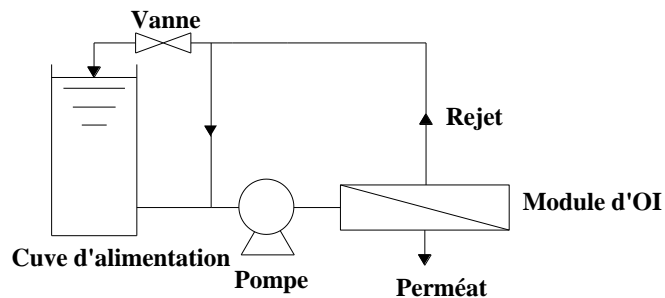 Vanne
Rejet
Module d'OI
Cuve d'alimentation
Pompe
Perméat